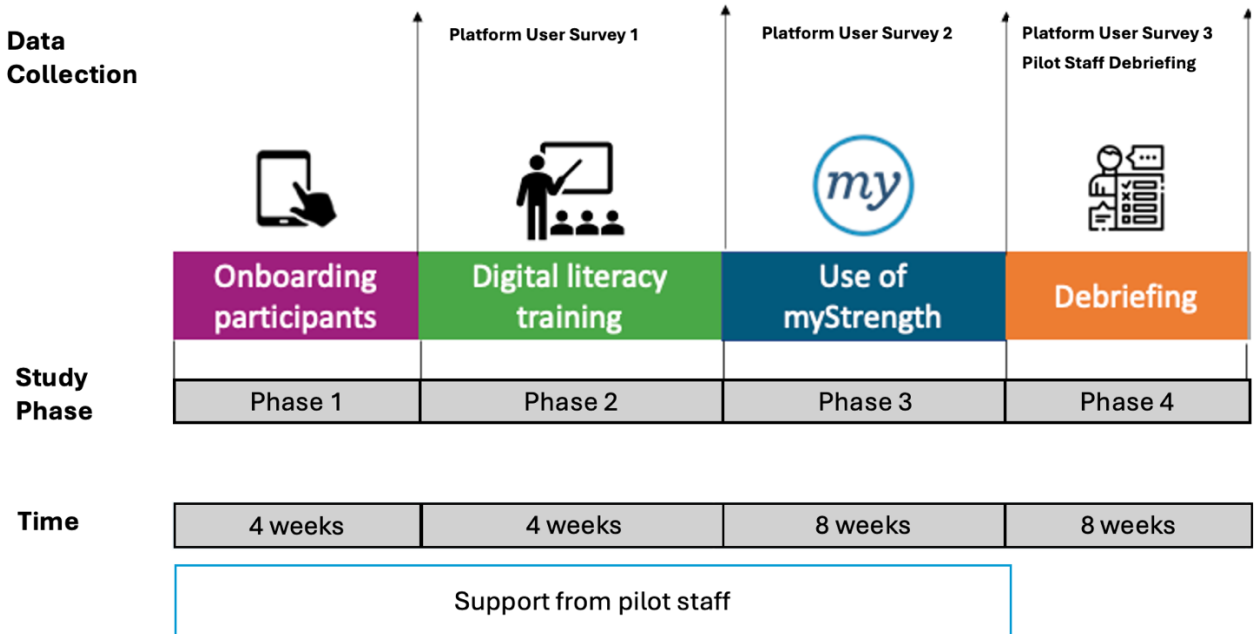 Data
Collection
Platform User Survey 1
Platform User Survey 2
Platform User Survey 3
Pilot Staff Debriefing
my
Onboarding
participants
Digital literacy
training
Use of
myStrength
Debriefing
Study
Phase
Phase 1
Phase 2
Phase 3
Phase 4
Time
4 weeks
4 weeks
8 weeks
8 weeks
Support from pilot staff